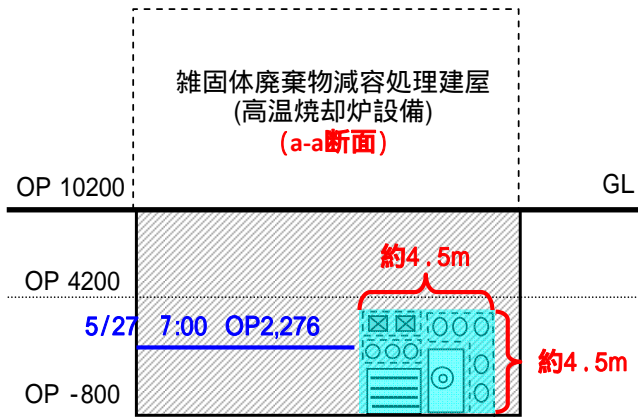 雑固体廃棄物減容処理建屋
(高温焼却炉設備)
(a-a断面)
OP 10200
GL
約4.5m
OP 4200
5/27 7:00 OP2,276
約4.5m
OP -800